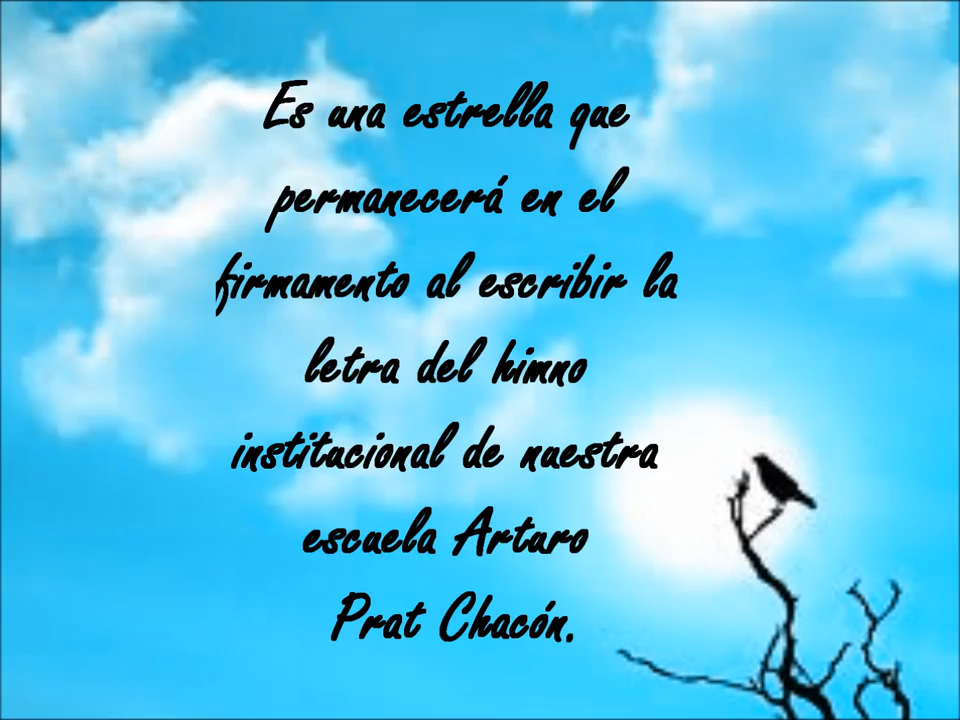 Es una estrella que
permanecerá en el
firmamento al escribir la
letra del himno
institucional de nuestra
escuela Arturo
Prat Chacón.